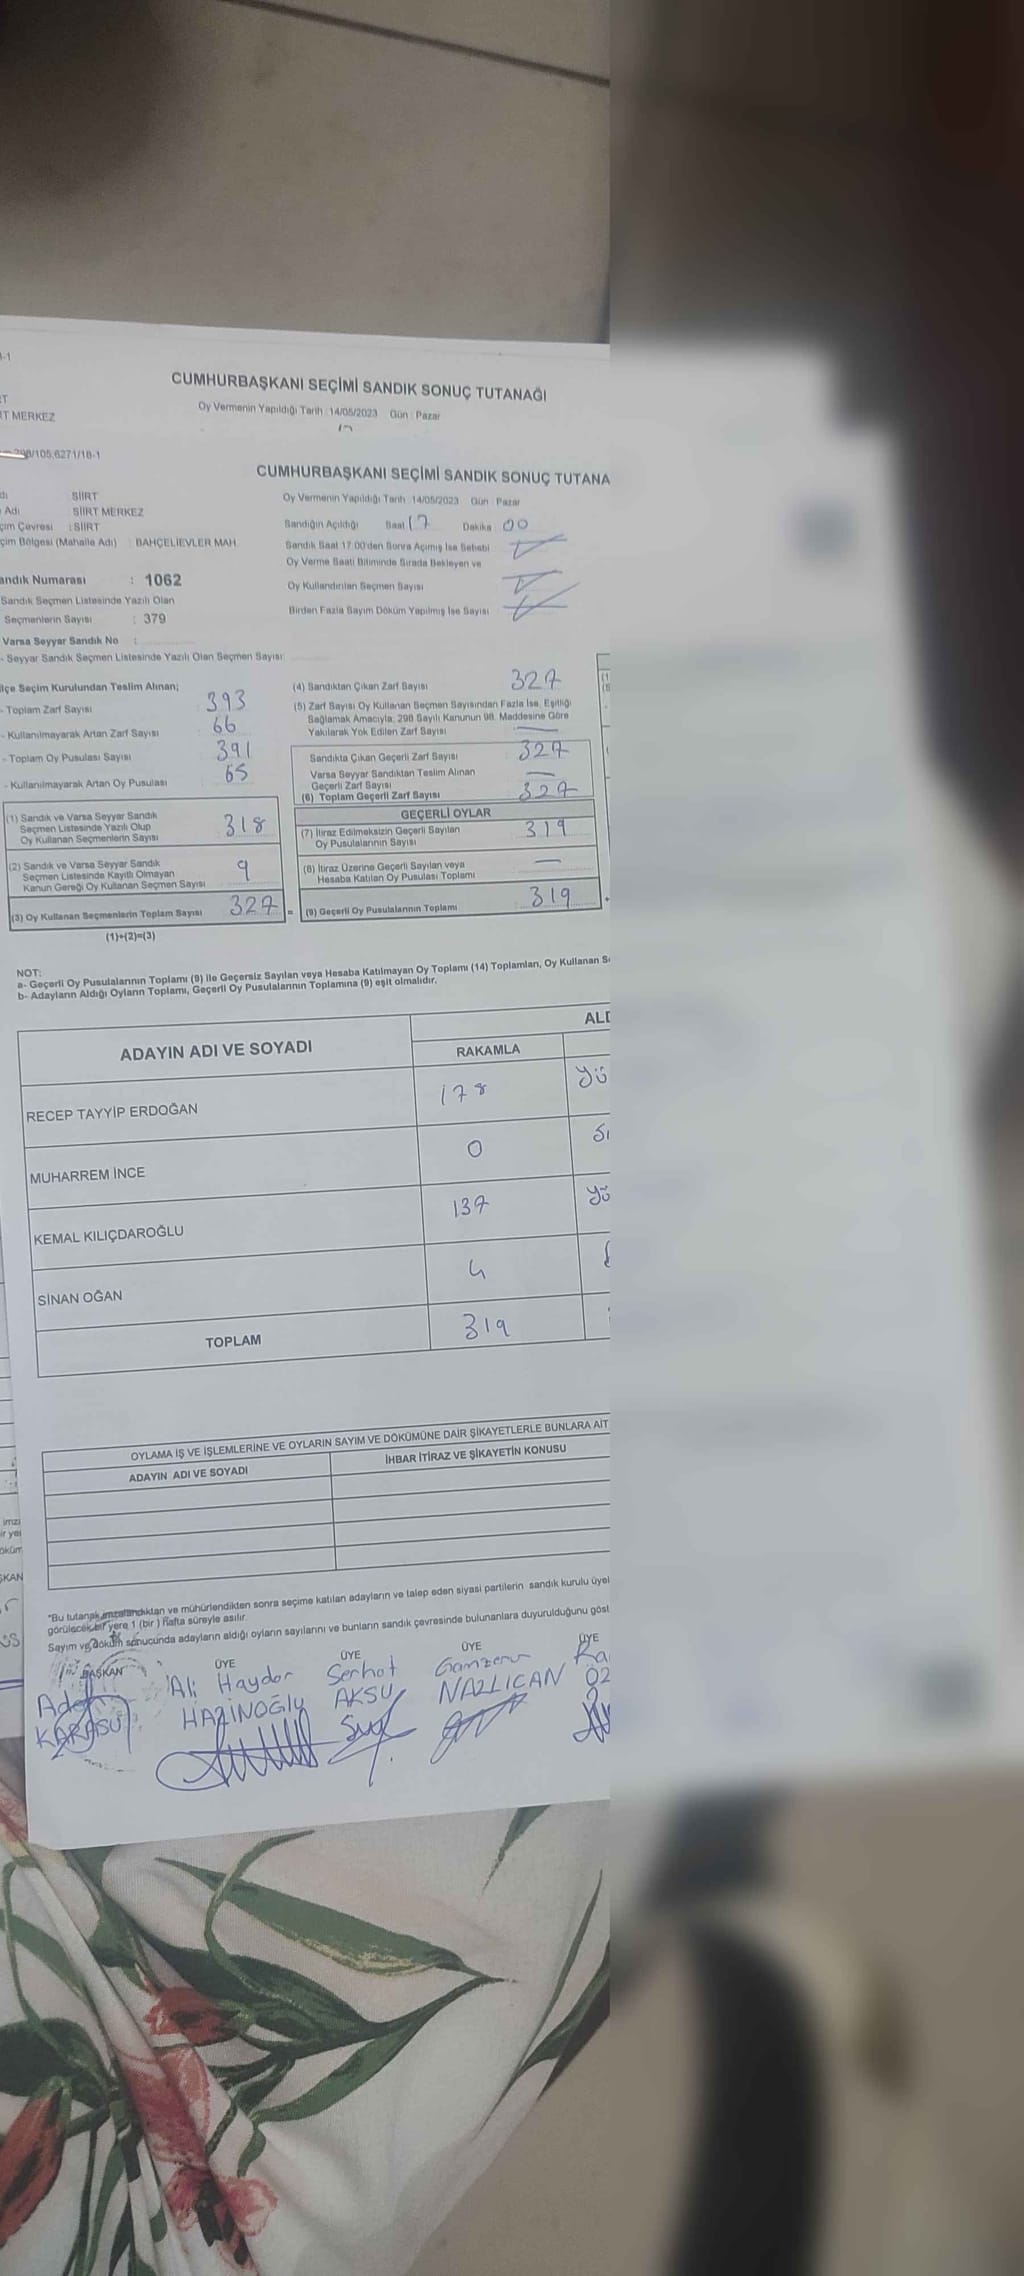 CUMHURBAŞKANI SEÇİMİ SANDIK SONUÇ TUTANAĞI
Oy Vermenin Yapıldığı Tarih : 14/05/2023 Gün : Pazar
MERKEZ
298/105;6271/18-1
CUMHURBAŞKANI SEÇİMİ SANDIK SONUÇ TUTANA
SİİRT
Adı SİİRT MERKEZ
çim Çevresi : SİİRT
çim Bölgesi (Mahalle Adı) : BAHÇELİEVLER MAH.
andık Numarası : 1062
Sandık Seçmen Listesinde Yazılı Olan
Seçmenlerin Sayısı : 379
Varsa Seyyar Sandık No :
- Seyyar Sandık Seçmen Listesinde Yazılı Olan Seçmen Sayısı:
Oy Vermenin Yapıldığı Tarih : 14/05/2023 Gün : Pazar
Sandığın Açıldığı Saat 17 Dakika 00
Sandık Saat 17:00'den Sonra Açımış İse Sebebi
Oy Verme Saati Bitiminde Sırada Bekleyen ve
Oy Kullandırılan Seçmen Sayısı
Birden Fazla Sayım Döküm Yapılmış İse Sayısı
lçe Seçim Kurulundan Teslim Alınan;
- Toplam Zarf Sayısı 393
- Kullanılmayarak Artan Zarf Sayısı 66
- Toplam Oy Pusulası Sayısı 391
- Kullanılmayarak Artan Oy Pusulası 65
(1) Sandık ve Varsa Seyyar Sandık
Seçmen Listesinde Yazılı Olup
Oy Kullanan Seçmenlerin Sayısı 318
(2) Sandık ve Varsa Seyyar Sandık
Seçmen Listesinde Kayıtlı Olmayan
Kanun Gereği Oy Kullanan Seçmen Sayısı 9
(3) Oy Kullanan Seçmenlerin Toplam Sayısı 327 =
(1)+(2)=(3)
(4) Sandıktan Çıkan Zarf Sayısı 327
(5) Zarf Sayısı Oy Kullanan Seçmen Sayısından Fazla İse, Eşitliği
Sağlamak Amacıyla, 298 Sayılı Kanunun 98. Maddesine Göre
Yakılarak Yok Edilen Zarf Sayısı —
Sandıkta Çıkan Geçerli Zarf Sayısı 327
Varsa Seyyar Sandıktan Teslim Alınan
Geçerli Zarf Sayısı —
(6) Toplam Geçerli Zarf Sayısı 327
GEÇERLİ OYLAR
(7) İtiraz Edilmeksizin Geçerli Sayılan
Oy Pusulalarının Sayısı 319
(8) İtiraz Üzerine Geçerli Sayılan veya
Hesaba Katılan Oy Pusulası Toplamı —
(9) Geçerli Oy Pusulalarının Toplamı 319
NOT:
a- Geçerli Oy Pusulalarının Toplamı (9) ile Geçersiz Sayılan veya Hesaba Katılmayan Oy Toplamı (14) Toplamları, Oy Kullanan S
b- Adayların Aldığı Oyların Toplamı, Geçerli Oy Pusulalarının Toplamına (9) eşit olmalıdır.
ADAYIN ADI VE SOYADI ALD
RAKAMLA
RECEP TAYYİP ERDOĞAN 178 yü
MUHARREM İNCE 0 sı
KEMAL KILIÇDAROĞLU 137 yü
SİNAN OĞAN 4
TOPLAM 319
OYLAMA İŞ VE İŞLEMLERİNE VE OYLARIN SAYIM VE DÖKÜMÜNE DAİR ŞİKAYETLERLE BUNLARA AİT
ADAYIN ADI VE SOYADI İHBAR İTİRAZ VE ŞİKAYETİN KONUSU
*Bu tutanak imzalandıktan ve mühürlendikten sonra seçime katılan adayların ve talep eden siyasi partilerin sandık kurulu üyel
görülecek bir yere 1 (bir) hafta süreyle asılır.
Sayım ve döküm sonucunda adayların aldığı oyların sayılarını ve bunların sandık çevresinde bulunanlara duyurulduğunu göst
BAŞKAN ÜYE ÜYE ÜYE ÜYE
Ali Haydar Serhat Ra
KARASU HAZİNOĞlu AKSU NAZLICAN ÖZ